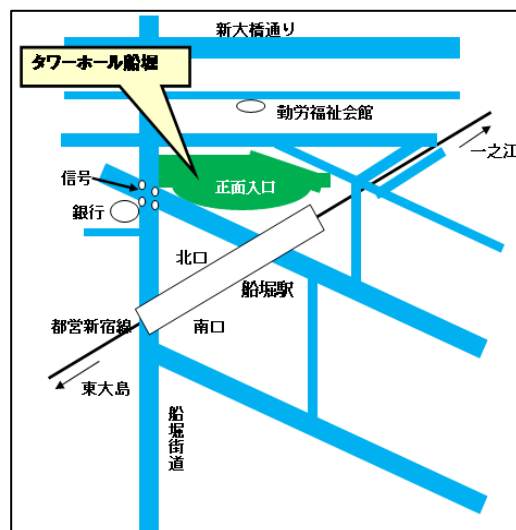 新大橋通り
タワーホール船堀
勤労福祉会館
一之江
信号
正面入口
銀行
北口
船堀駅
都営新宿線
南口
東大島
船堀街道